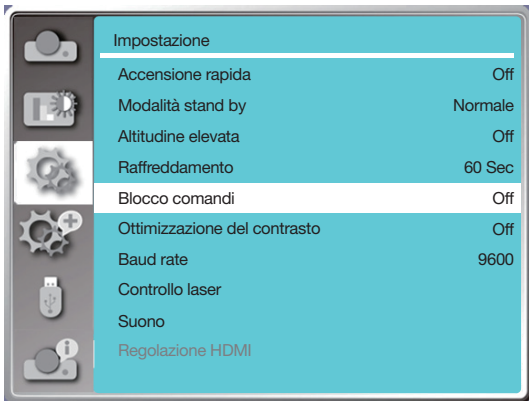 Impostazione
Accensione rapida Off
Modalità stand by Normale
Altitudine elevata Off
Raffreddamento 60 Sec
Blocco comandi Off
Ottimizzazione del contrasto Off
Baud rate 9600
Controllo laser
Suono
Regolazione HDMI